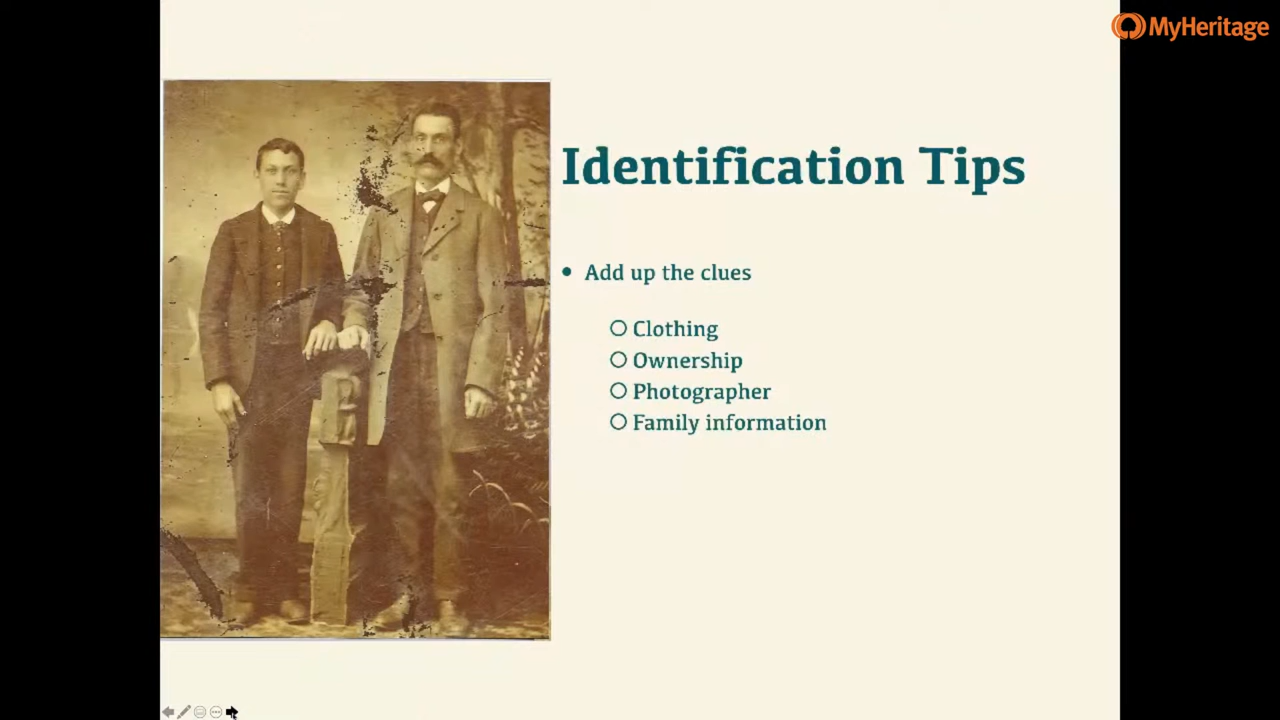 MyHeritage
Identification Tips
• Add up the clues
○ Clothing
○ Ownership
○ Photographer
○ Family information